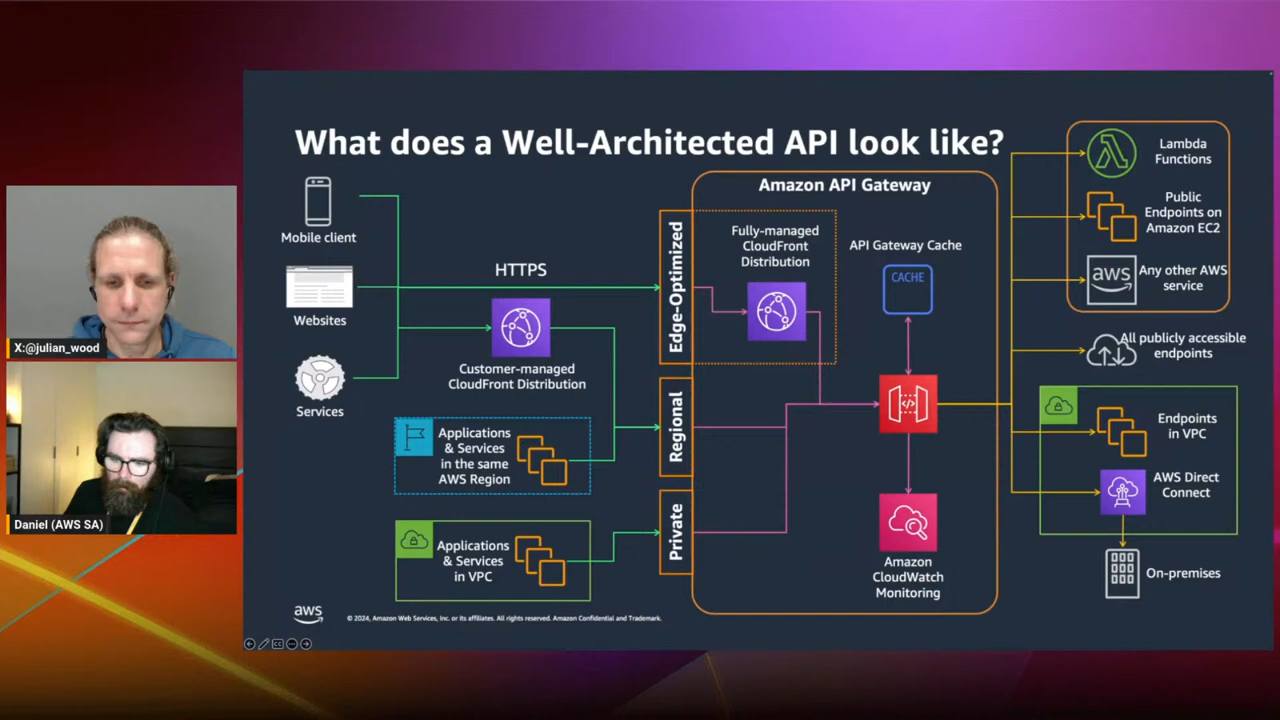 What does a Well-Architected API look like?
Mobile client
Websites
Services
HTTPS
Customer-managed
CloudFront Distribution
Applications
& Services
in the same
AWS Region
Applications
& Services
in VPC
Edge-Optimized
Regional
Private
Amazon API Gateway
Fully-managed
CloudFront
Distribution
API Gateway Cache
CACHE
Amazon
CloudWatch
Monitoring
Lambda
Functions
Public
Endpoints on
Amazon EC2
aws
Any other AWS
service
All publicly accessible
endpoints
Endpoints
in VPC
AWS Direct
Connect
On-premises
aws
© 2024, Amazon Web Services, Inc. or its affiliates. All rights reserved. Amazon Confidential and Trademark.
X:@julian_wood
Daniel (AWS SA)